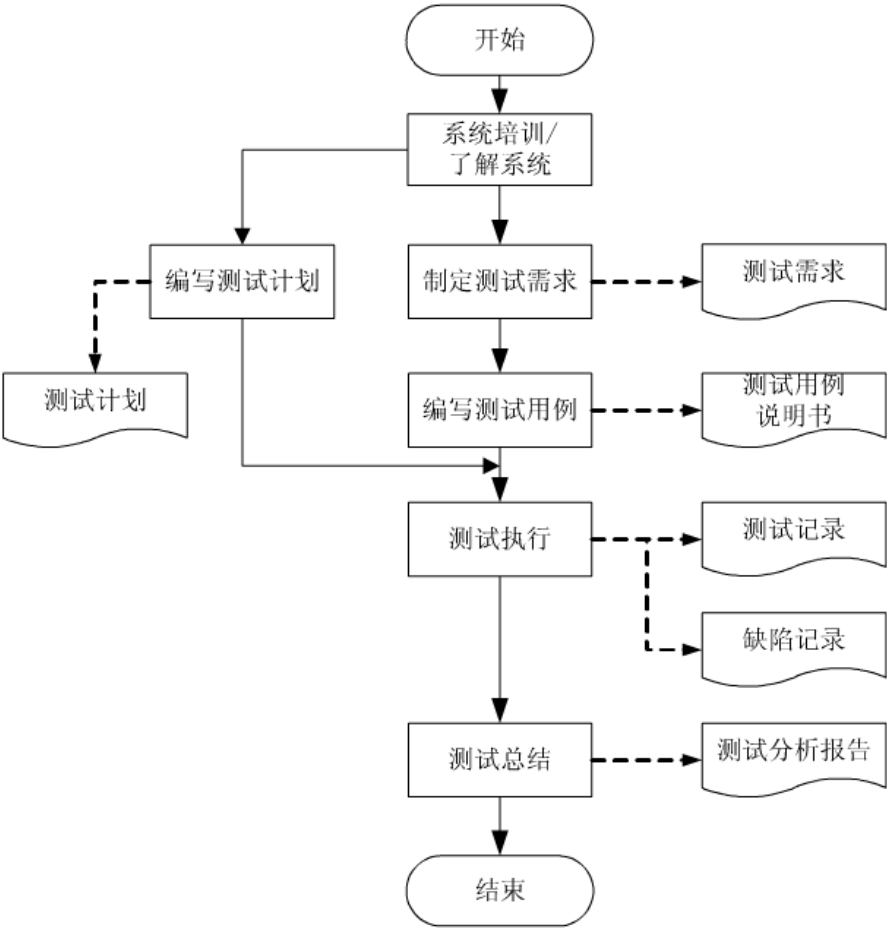 开始
系统培训/
了解系统
编写测试计划
制定测试需求
测试需求
测试计划
编写测试用例
测试用例
说明书
测试执行
测试记录
缺陷记录
测试总结
测试分析报告
结束